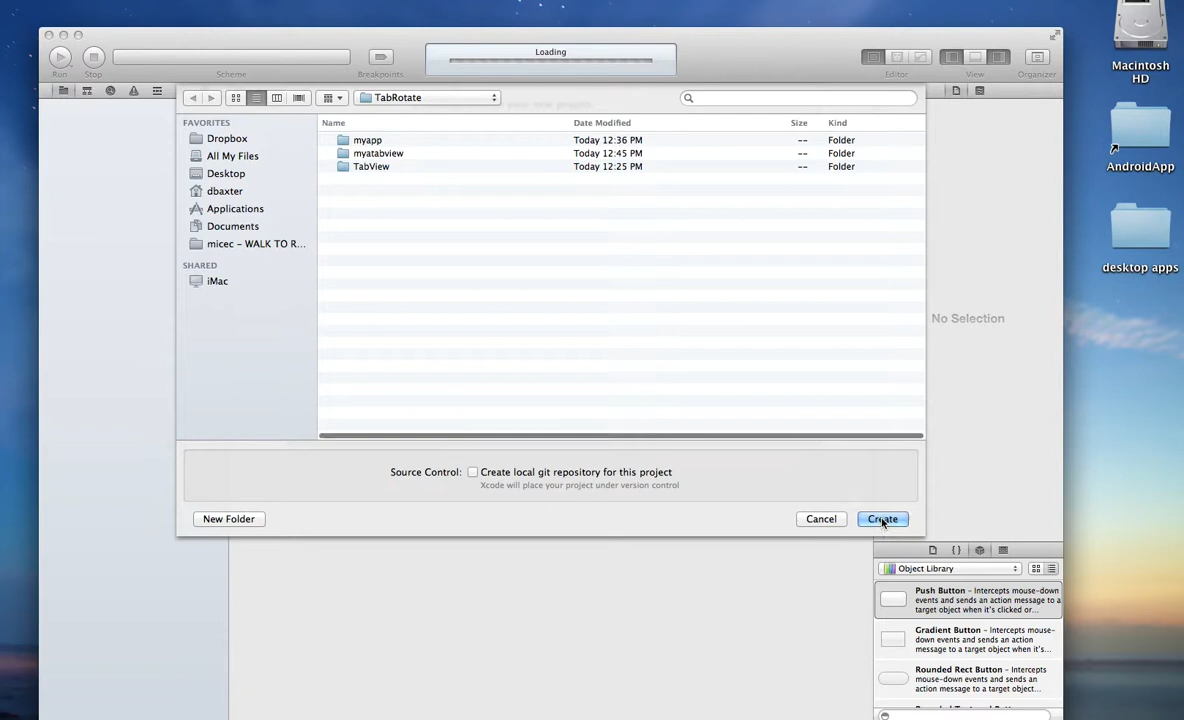 Loading
Run
Stop
Scheme
Breakpoints
Editor
View
Organizer
Macintosh
HD
AndroidApp
desktop apps
TabRotate
your new project.
FAVORITES
Dropbox
All My Files
Desktop
dbaxter
Applications
Documents
micec – WALK TO R...
SHARED
iMac
Name
Date Modified
Size
Kind
myapp
Today 12:36 PM
--
Folder
myatabview
Today 12:45 PM
--
Folder
TabView
Today 12:25 PM
--
Folder
No Selection
Source Control:
Create local git repository for this project
Xcode will place your project under version control
New Folder
Cancel
Create
{ }
Object Library
Push Button – Intercepts mouse-down
events and sends an action message to a
target object when it's clicked or...
Gradient Button – Intercepts mouse-
down events and sends an action
message to a target object when it's...
Rounded Rect Button – Intercepts
mouse-down events and sends an
action message to a target object...